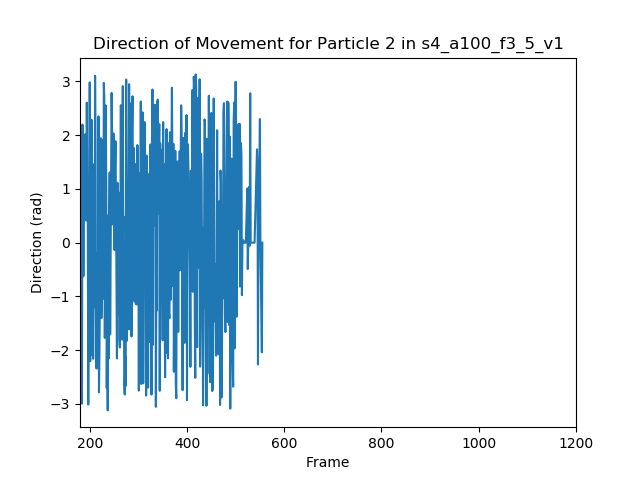 Direction of Movement for Particle 2 in s4_a100_f3_5_v1
3
2
1
0
−1
−2
−3
Direction (rad)
200 400 600 800 1000 1200
Frame